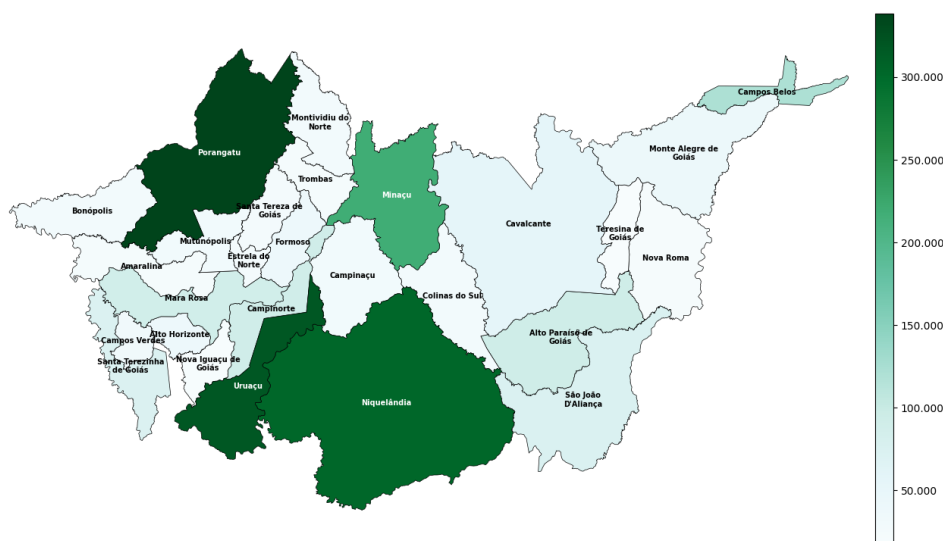 300.000
250.000
200.000
150.000
100.000
50.000
Campos Belos
Montividiu do
Norte
Porangatu
Monte Alegre de
Goiás
Trombas
Minaçu
Bonópolis
Santa Tereza de
Goiás
Cavalcante
Teresina de
Goiás
Mutunópolis
Formoso
Estrela do
Norte
Nova Roma
Amaralina
Campinaçu
Mara Rosa
Colinas do Sul
Campinorte
Alto Horizonte
Campos Verdes
Alto Paraíso de
Goiás
Santa Terezinha
de Goiás
Nova Iguaçu de
Goiás
Uruaçu
São João
D'Aliança
Niquelândia